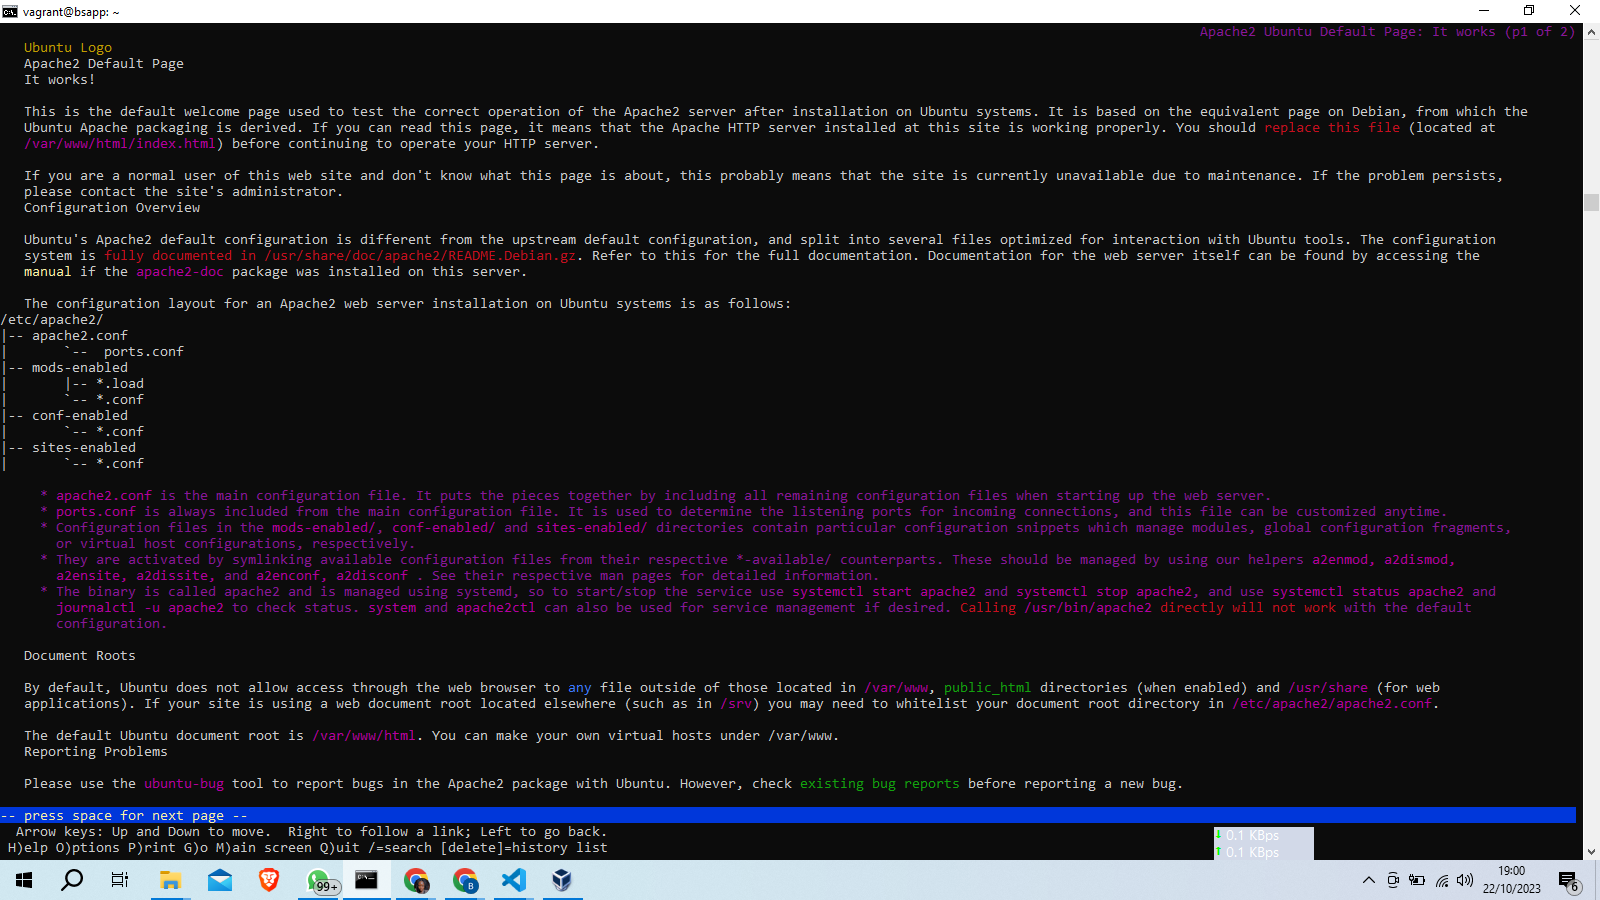 vagrant@bsapp: ~
Apache2 Ubuntu Default Page: It works (p1 of 2)
Ubuntu Logo
Apache2 Default Page
It works!
This is the default welcome page used to test the correct operation of the Apache2 server after installation on Ubuntu systems. It is based on the equivalent page on Debian, from which the
Ubuntu Apache packaging is derived. If you can read this page, it means that the Apache HTTP server installed at this site is working properly. You should replace this file (located at
/var/www/html/index.html) before continuing to operate your HTTP server.
If you are a normal user of this web site and don't know what this page is about, this probably means that the site is currently unavailable due to maintenance. If the problem persists,
please contact the site's administrator.
Configuration Overview
Ubuntu's Apache2 default configuration is different from the upstream default configuration, and split into several files optimized for interaction with Ubuntu tools. The configuration
system is fully documented in /usr/share/doc/apache2/README.Debian.gz. Refer to this for the full documentation. Documentation for the web server itself can be found by accessing the
manual if the apache2-doc package was installed on this server.
The configuration layout for an Apache2 web server installation on Ubuntu systems is as follows:
/etc/apache2/
|-- apache2.conf
|       `--  ports.conf
|-- mods-enabled
|       |-- *.load
|       `-- *.conf
|-- conf-enabled
|       `-- *.conf
|-- sites-enabled
|       `-- *.conf
* apache2.conf is the main configuration file. It puts the pieces together by including all remaining configuration files when starting up the web server.
* ports.conf is always included from the main configuration file. It is used to determine the listening ports for incoming connections, and this file can be customized anytime.
* Configuration files in the mods-enabled/, conf-enabled/ and sites-enabled/ directories contain particular configuration snippets which manage modules, global configuration fragments,
or virtual host configurations, respectively.
* They are activated by symlinking available configuration files from their respective *-available/ counterparts. These should be managed by using our helpers a2enmod, a2dismod,
a2ensite, a2dissite, and a2enconf, a2disconf . See their respective man pages for detailed information.
* The binary is called apache2 and is managed using systemd, so to start/stop the service use systemctl start apache2 and systemctl stop apache2, and use systemctl status apache2 and
journalctl -u apache2 to check status. system and apache2ctl can also be used for service management if desired. Calling /usr/bin/apache2 directly will not work with the default
configuration.
Document Roots
By default, Ubuntu does not allow access through the web browser to any file outside of those located in /var/www, public_html directories (when enabled) and /usr/share (for web
applications). If your site is using a web document root located elsewhere (such as in /srv) you may need to whitelist your document root directory in /etc/apache2/apache2.conf.
The default Ubuntu document root is /var/www/html. You can make your own virtual hosts under /var/www.
Reporting Problems
Please use the ubuntu-bug tool to report bugs in the Apache2 package with Ubuntu. However, check existing bug reports before reporting a new bug.
-- press space for next page --
Arrow keys: Up and Down to move.  Right to follow a link; Left to go back.
H)elp O)ptions P)rint G)o M)ain screen Q)uit /=search [delete]=history list
↓ 0.1 KBps
↑ 0.1 KBps
99+
B
19:00
22/10/2023
6